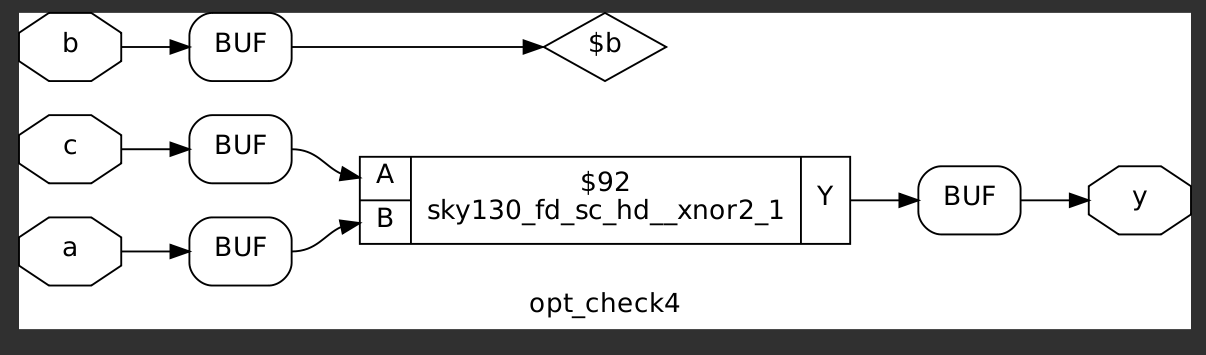 b
BUF
$b
c
BUF
A
$92
sky130_fd_sc_hd__xnor2_1
B
Y
BUF
y
a
BUF
opt_check4